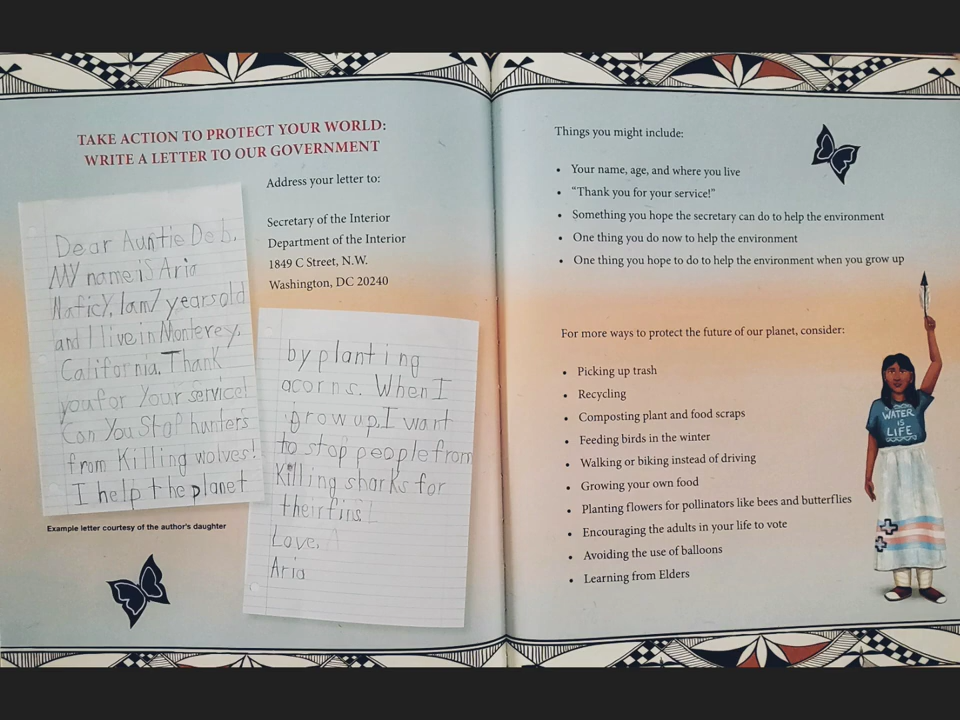 TAKE ACTION TO PROTECT YOUR WORLD:
WRITE A LETTER TO OUR GOVERNMENT
Address your letter to:
Secretary of the Interior
Department of the Interior
1849 C Street, N.W.
Washington, DC 20240
Dear Auntie Deb,
My name is Aria
Naficy, I am 7 years old
and I live in Monterey,
California. Thank
you for Your service!
Can You Stop hunters
from Killing wolves!
I help the planet
Example letter courtesy of the author's daughter
by planting
acorns. When I
grow up, I want
to stop people from
Killing sharks for
their fins!
Love,
Aria
Things you might include:
• Your name, age, and where you live
• "Thank you for your service!"
• Something you hope the secretary can do to help the environment
• One thing you do now to help the environment
• One thing you hope to do to help the environment when you grow up
For more ways to protect the future of our planet, consider:
• Picking up trash
• Recycling
• Composting plant and food scraps
• Feeding birds in the winter
• Walking or biking instead of driving
• Growing your own food
• Planting flowers for pollinators like bees and butterflies
• Encouraging the adults in your life to vote
• Avoiding the use of balloons
• Learning from Elders
WATER
IS
LIFE